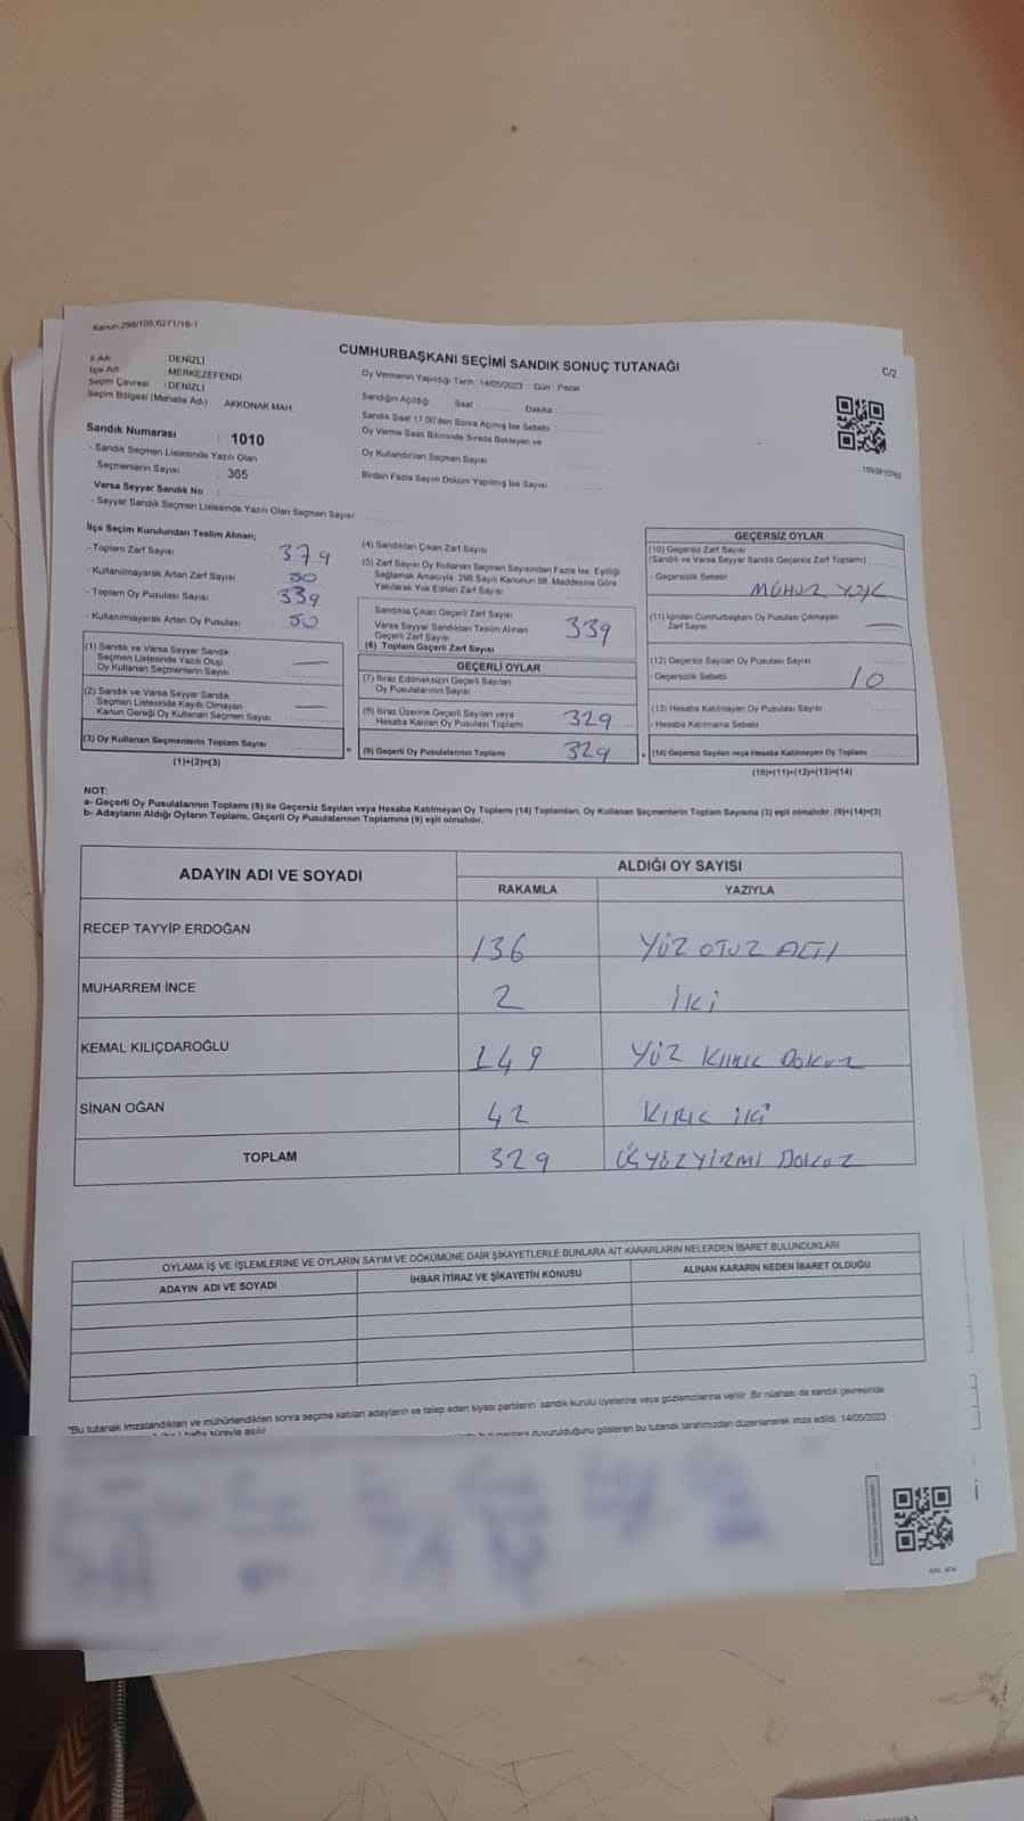 Kanun:298/105,6271/18-1
CUMHURBAŞKANI SEÇİMİ SANDIK SONUÇ TUTANAĞI
C/2
İl Adı DENİZLİ
İlçe Adı MERKEZEFENDİ
Seçim Çevresi : DENİZLİ
Seçim Bölgesi (Mahalle Adı) AKKONAK MAH
Oy Vermenin Yapıldığı Tarih: 14/05/2023 Gün: Pazar
Sandığın Açıldığı Saat Dakika
Sandık Saat 17.00'den Sonra Açılmış İse Sebebi
Oy Verme Saati Bitiminde Sırada Bekleyen ve
Oy Kullandırılan Seçmen Sayısı
Birden Fazla Sayım Döküm Yapılmış İse Sayısı
Sandık Numarası : 1010
- Sandık Seçmen Listesinde Yazılı Olan
Seçmenlerin Sayısı : 365
Varsa Seyyar Sandık No
- Seyyar Sandık Seçmen Listesinde Yazılı Olan Seçmen Sayısı
İlçe Seçim Kurulundan Teslim Alınan;
- Toplam Zarf Sayısı 379
- Kullanılmayarak Artan Zarf Sayısı 50
- Toplam Oy Pusulası Sayısı 339
- Kullanılmayarak Artan Oy Pusulası 50
(1) Sandık ve Varsa Seyyar Sandık
Seçmen Listesinde Yazılı Olup
Oy Kullanan Seçmenlerin Sayısı —
(2) Sandık ve Varsa Seyyar Sandık
Seçmen Listesinde Kayıtlı Olmayan
Kanun Gereği Oy Kullanan Seçmen Sayısı —
(3) Oy Kullanan Seçmenlerin Toplam Sayısı
(1)+(2)=(3)
(4) Sandıktan Çıkan Zarf Sayısı
(5) Zarf Sayısı Oy Kullanan Seçmen Sayısından Fazla İse, Eşitliği
Sağlamak Amacıyla, 298 Sayılı Kanunun 98. Maddesine Göre
Yakılarak Yok Edilen Zarf Sayısı
Sandıkta Çıkan Geçerli Zarf Sayısı
Varsa Seyyar Sandıktan Teslim Alınan
Geçerli Zarf Sayısı
(6) Toplam Geçerli Zarf Sayısı 339
GEÇERLİ OYLAR
(7) İtiraz Edilmeksizin Geçerli Sayılan
Oy Pusulalarının Sayısı
(8) İtiraz Üzerine Geçerli Sayılan veya
Hesaba Katılan Oy Pusulası Toplamı 329
(9) Geçerli Oy Pusulalarının Toplamı 329
GEÇERSİZ OYLAR
(10) Geçersiz Zarf Sayısı
(Sandık ve Varsa Seyyar Sandık Geçersiz Zarf Toplamı)
- Geçersizlik Sebebi MÜHÜR YOK
(11) İçinden Cumhurbaşkanı Oy Pusulası Çıkmayan
Zarf Sayısı —
(12) Geçersiz Sayılan Oy Pusulası Sayısı
- Geçersizlik Sebebi 10
(13) Hesaba Katılmayan Oy Pusulası Sayısı
- Hesaba Katılmama Sebebi
(14) Geçersiz Sayılan veya Hesaba Katılmayan Oy Toplamı
(10)+(11)+(12)+(13)=(14)
NOT:
a- Geçerli Oy Pusulalarının Toplamı (9) ile Geçersiz Sayılan veya Hesaba Katılmayan Oy Toplamı (14) Toplamları, Oy Kullanan Seçmenlerin Toplam Sayısına (3) eşit olmalıdır. (9)+(14)=(3)
b- Adayların Aldığı Oyların Toplamı, Geçerli Oy Pusulalarının Toplamına (9) eşit olmalıdır.
ADAYIN ADI VE SOYADI ALDIĞI OY SAYISI
RAKAMLA YAZIYLA
RECEP TAYYİP ERDOĞAN 136 YÜZ OTUZ ALTI
MUHARREM İNCE 2 İKİ
KEMAL KILIÇDAROĞLU 149 YÜZ KIRK DOKUZ
SİNAN OĞAN 42 KIRK İKİ
TOPLAM 329 ÜÇYÜZYİRMİ DOKUZ
OYLAMA İŞ VE İŞLEMLERİNE VE OYLARIN SAYIM VE DÖKÜMÜNE DAİR ŞİKAYETLERLE BUNLARA AİT KARARLARIN NELERDEN İBARET BULUNDUKLARI
ADAYIN ADI VE SOYADI İHBAR İTİRAZ VE ŞİKAYETİN KONUSU ALINAN KARARIN NEDEN İBARET OLDUĞU
"Bu tutanak imzalandıktan ve mühürlendikten sonra seçime katılan adayların ve talep eden siyasi partilerin sandık kurulu üyelerine veya gözlemcilerine verilir. Bir nüshası da sandık çevresinde
hafta süreyle asılır duyurulduğunu gösteren bu tutanak tarafımızdan düzenlenerek imza edildi. 14/05/2023